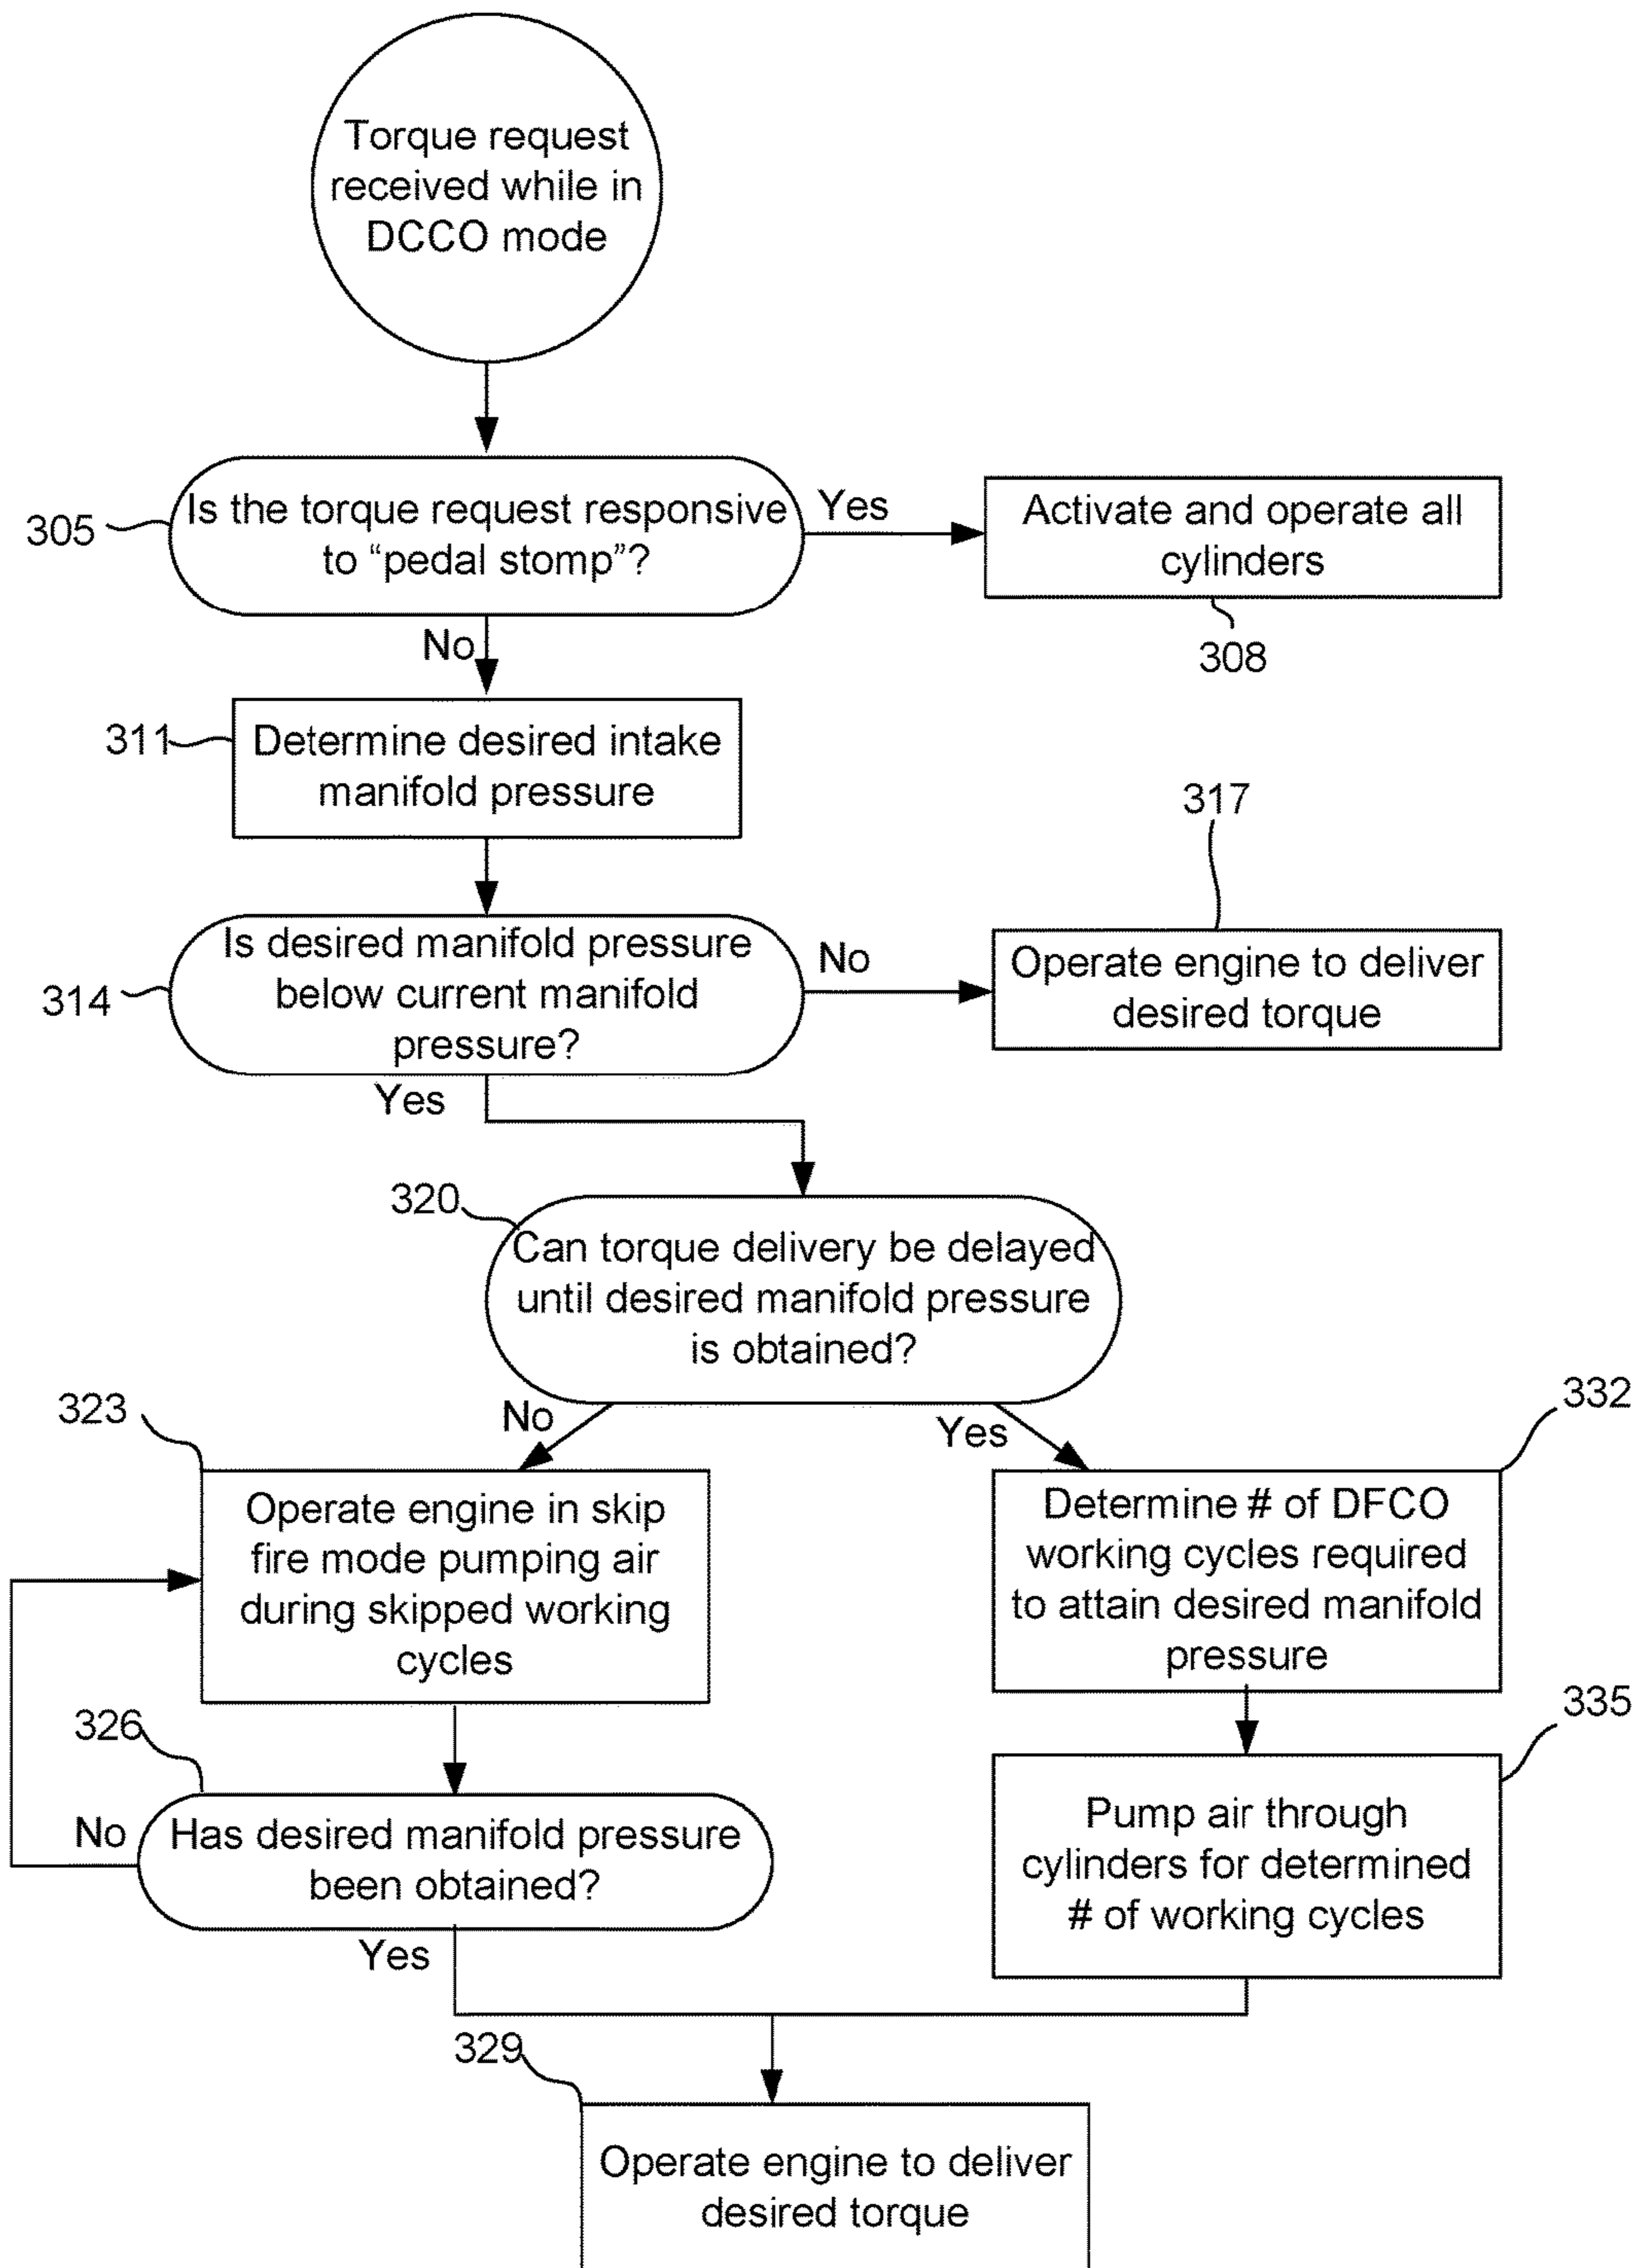 Torque request
received while in
DCCO mode
305
Is the torque request responsive
to “pedal stomp”?
Yes
Activate and operate all
cylinders
308
No
311
Determine desired intake
manifold pressure
317
314
Is desired manifold pressure
below current manifold
pressure?
No
Operate engine to deliver
desired torque
Yes
320
Can torque delivery be delayed
until desired manifold pressure
is obtained?
No
Yes
323
Operate engine in skip
fire mode pumping air
during skipped working
cycles
332
Determine # of DFCO
working cycles required
to attain desired manifold
pressure
326
No
Has desired manifold pressure
been obtained?
335
Pump air through
cylinders for determined
# of working cycles
Yes
329
Operate engine to deliver
desired torque